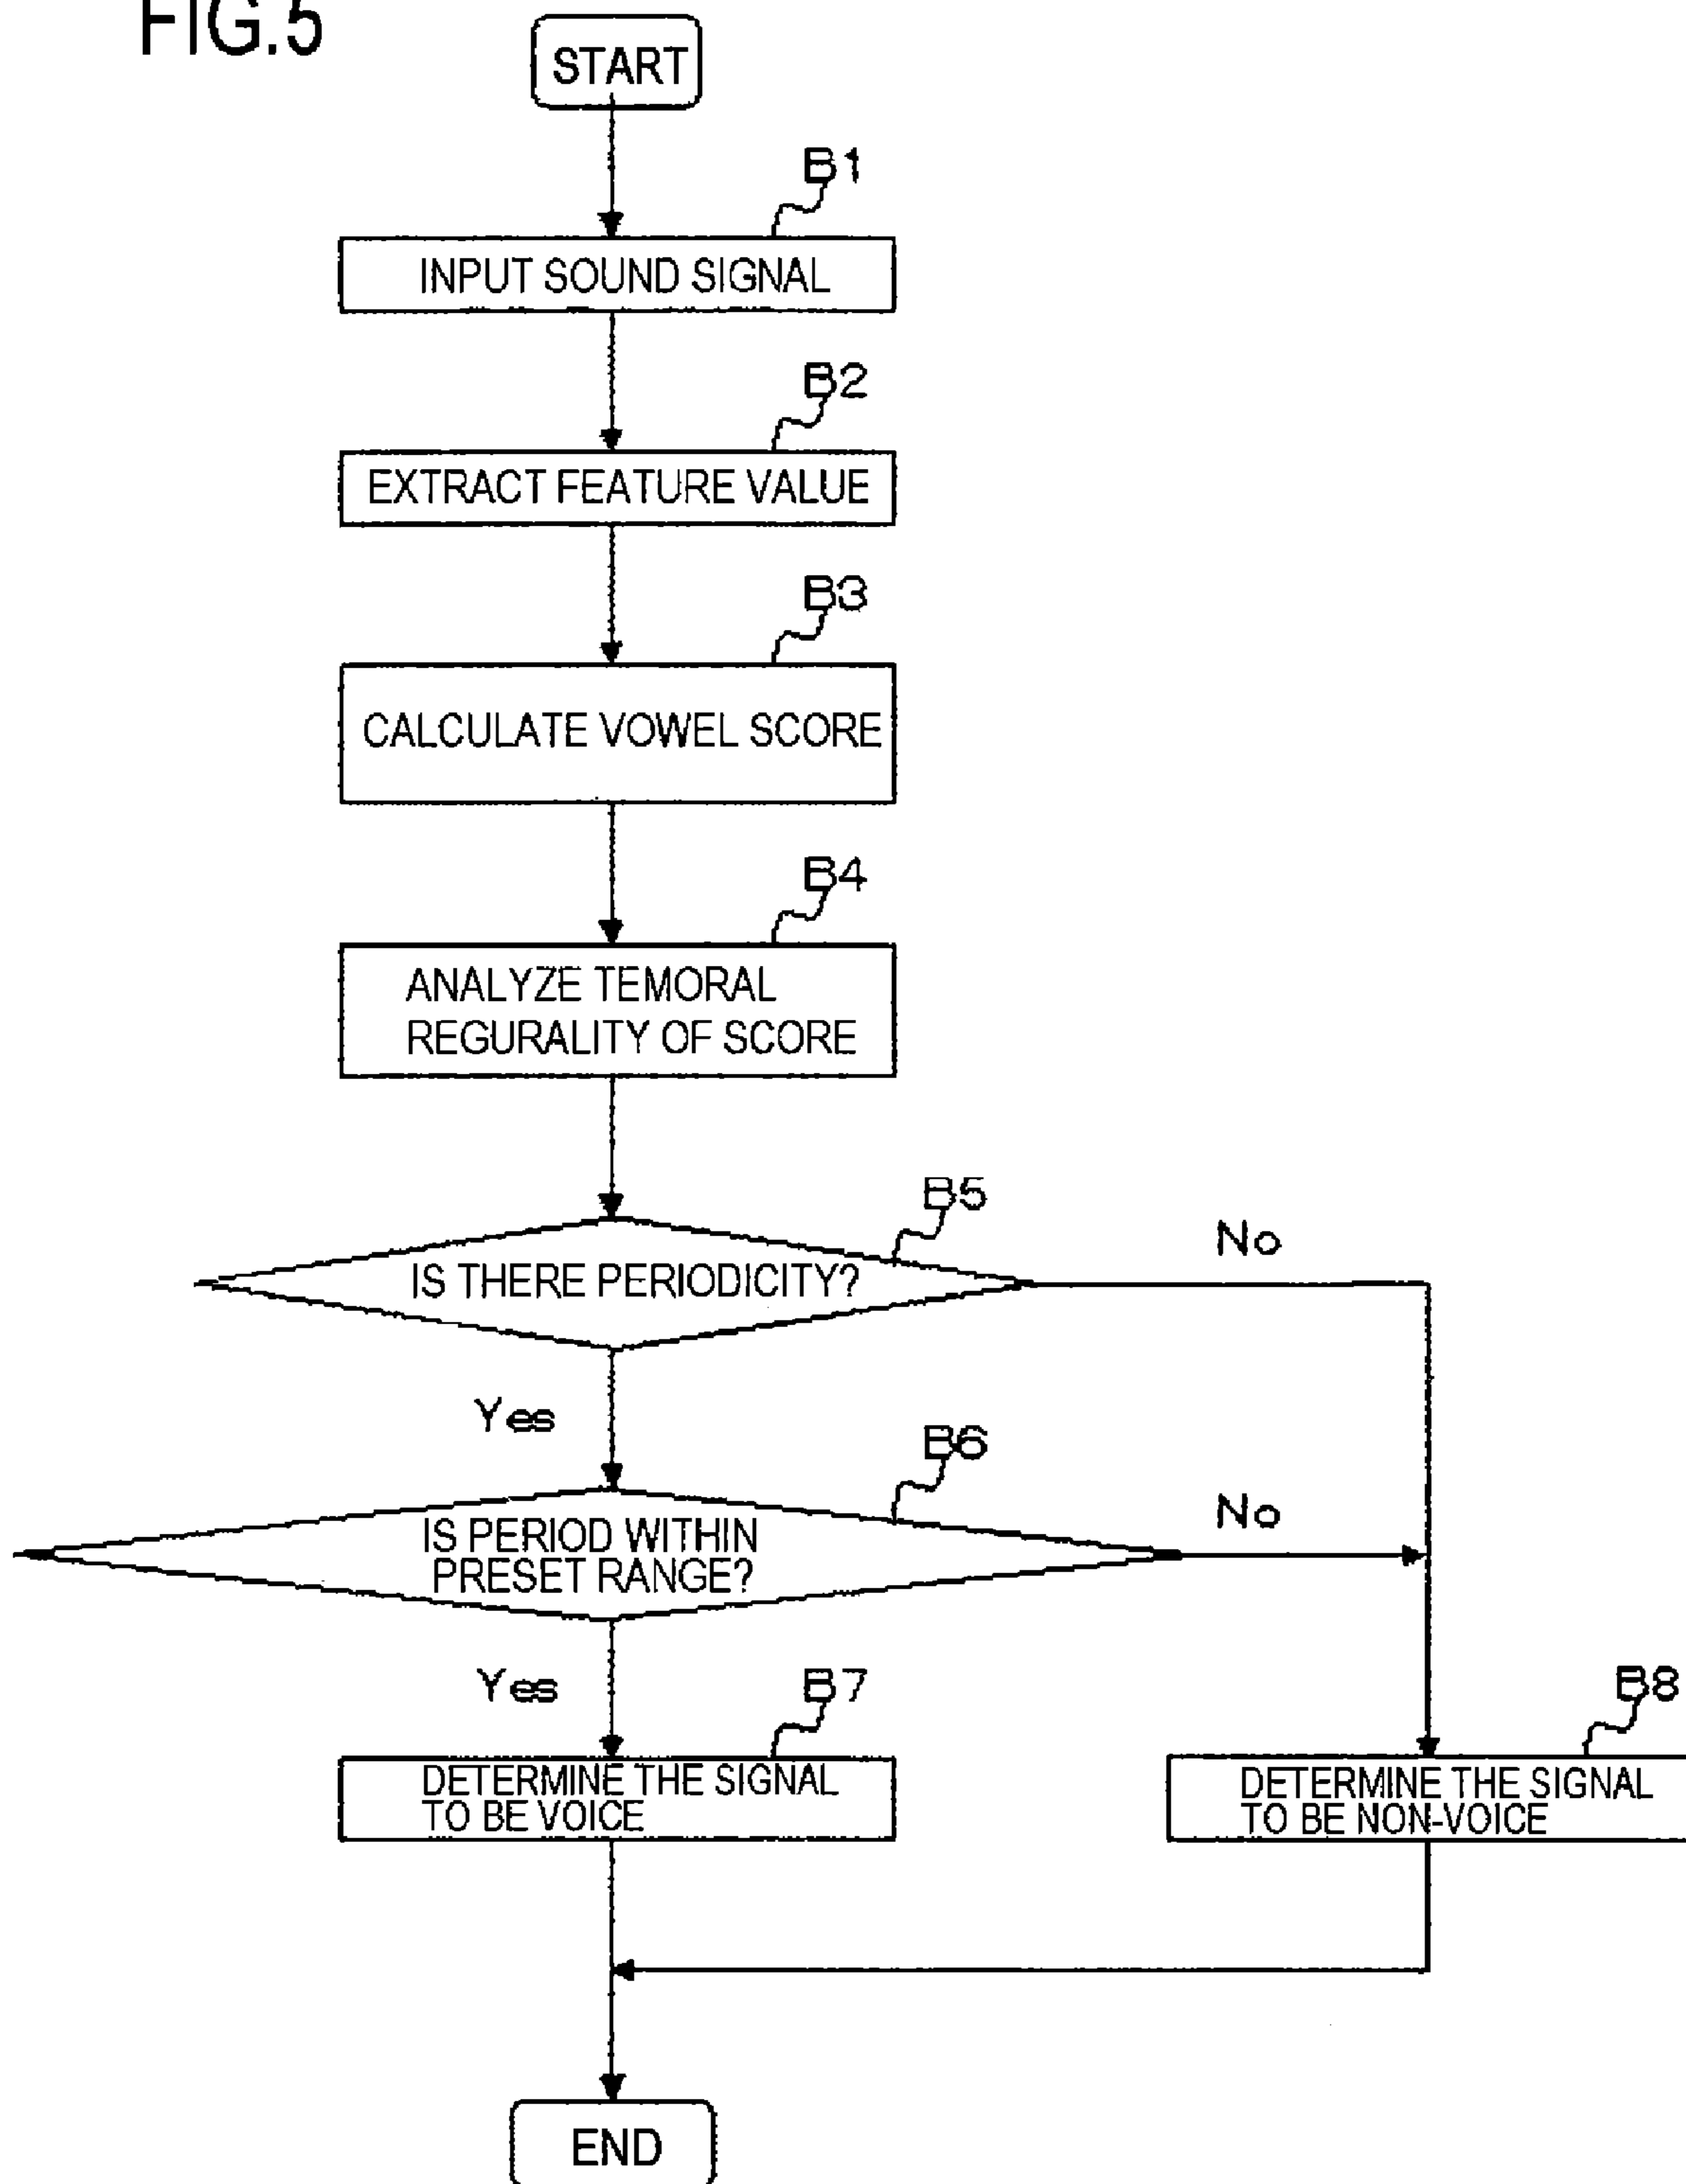 FIG.5
START
B1
INPUT SOUND SIGNAL
B2
EXTRACT FEATURE VALUE
B3
CALCULATE VOWEL SCORE
B4
ANALYZE TEMORAL
REGURALITY OF SCORE
B5
IS THERE PERIODICITY?
No
Yes
B6
IS PERIOD WITHIN
PRESET RANGE?
No
Yes
B7
DETERMINE THE SIGNAL
TO BE VOICE
B8
DETERMINE THE SIGNAL
TO BE NON-VOICE
END